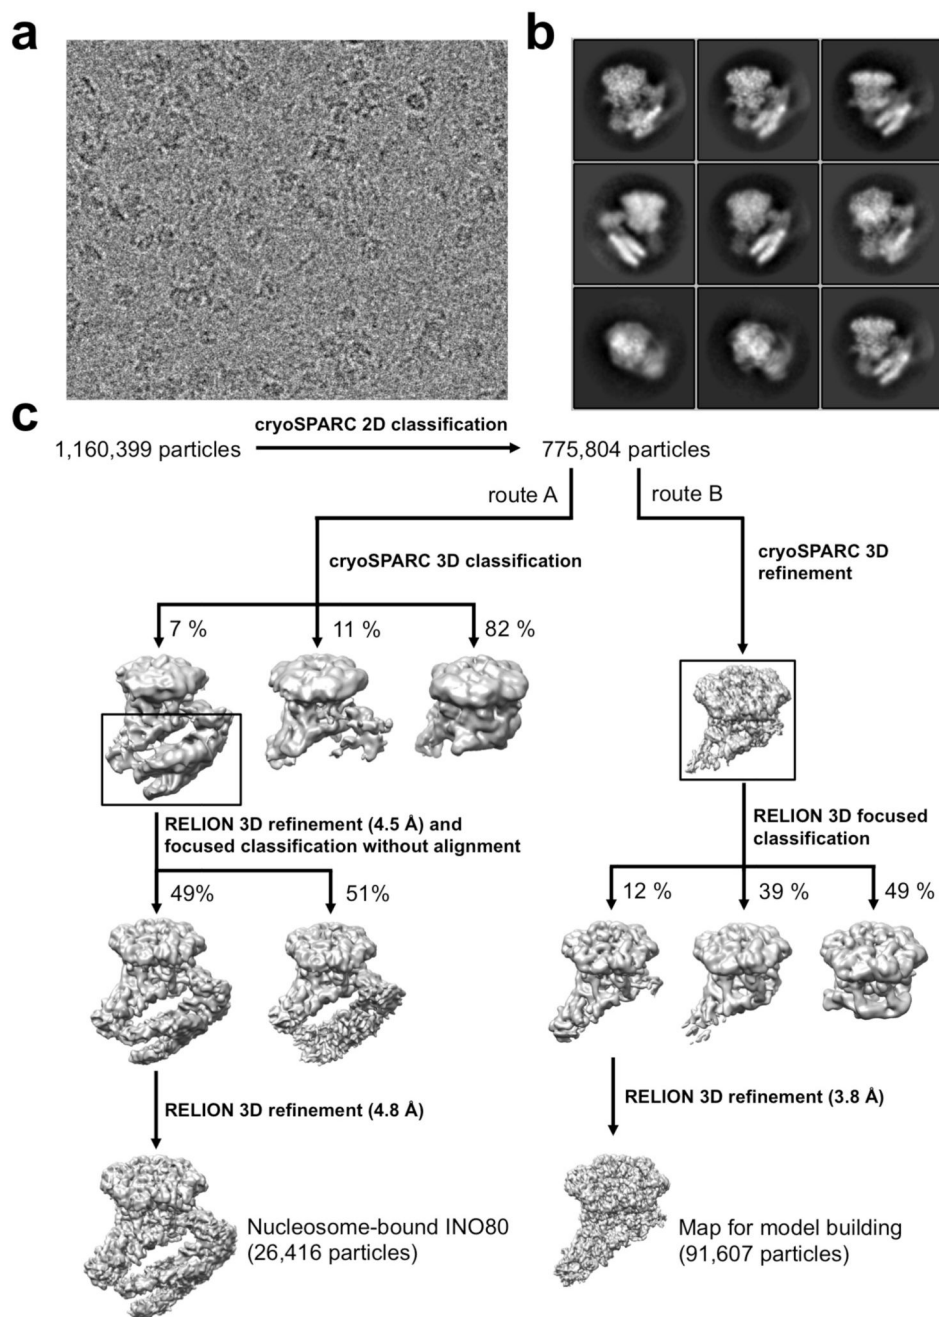 a
b
c
cryoSPARC 2D classification
1,160,399 particles
775,804 particles
route A
route B
cryoSPARC 3D classification
cryoSPARC 3D
refinement
7 %
11 %
82 %
RELION 3D refinement (4.5 Å) and
focused classification without alignment
RELION 3D focused
classification
49%
51%
12 %
39 %
49 %
RELION 3D refinement (4.8 Å)
RELION 3D refinement (3.8 Å)
Nucleosome-bound INO80
(26,416 particles)
Map for model building
(91,607 particles)